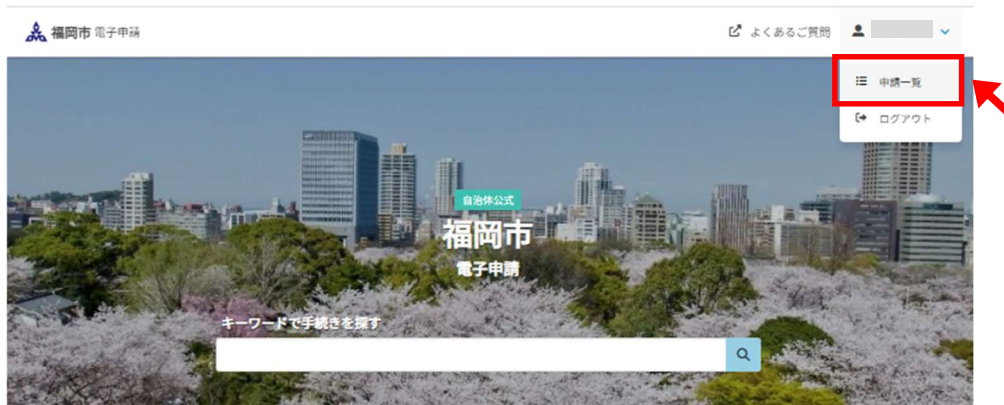 福岡市 電子申請
よくあるご質問
申請一覧
ログアウト
自治体公式
福岡市
電子申請
キーワードで手続きを探す